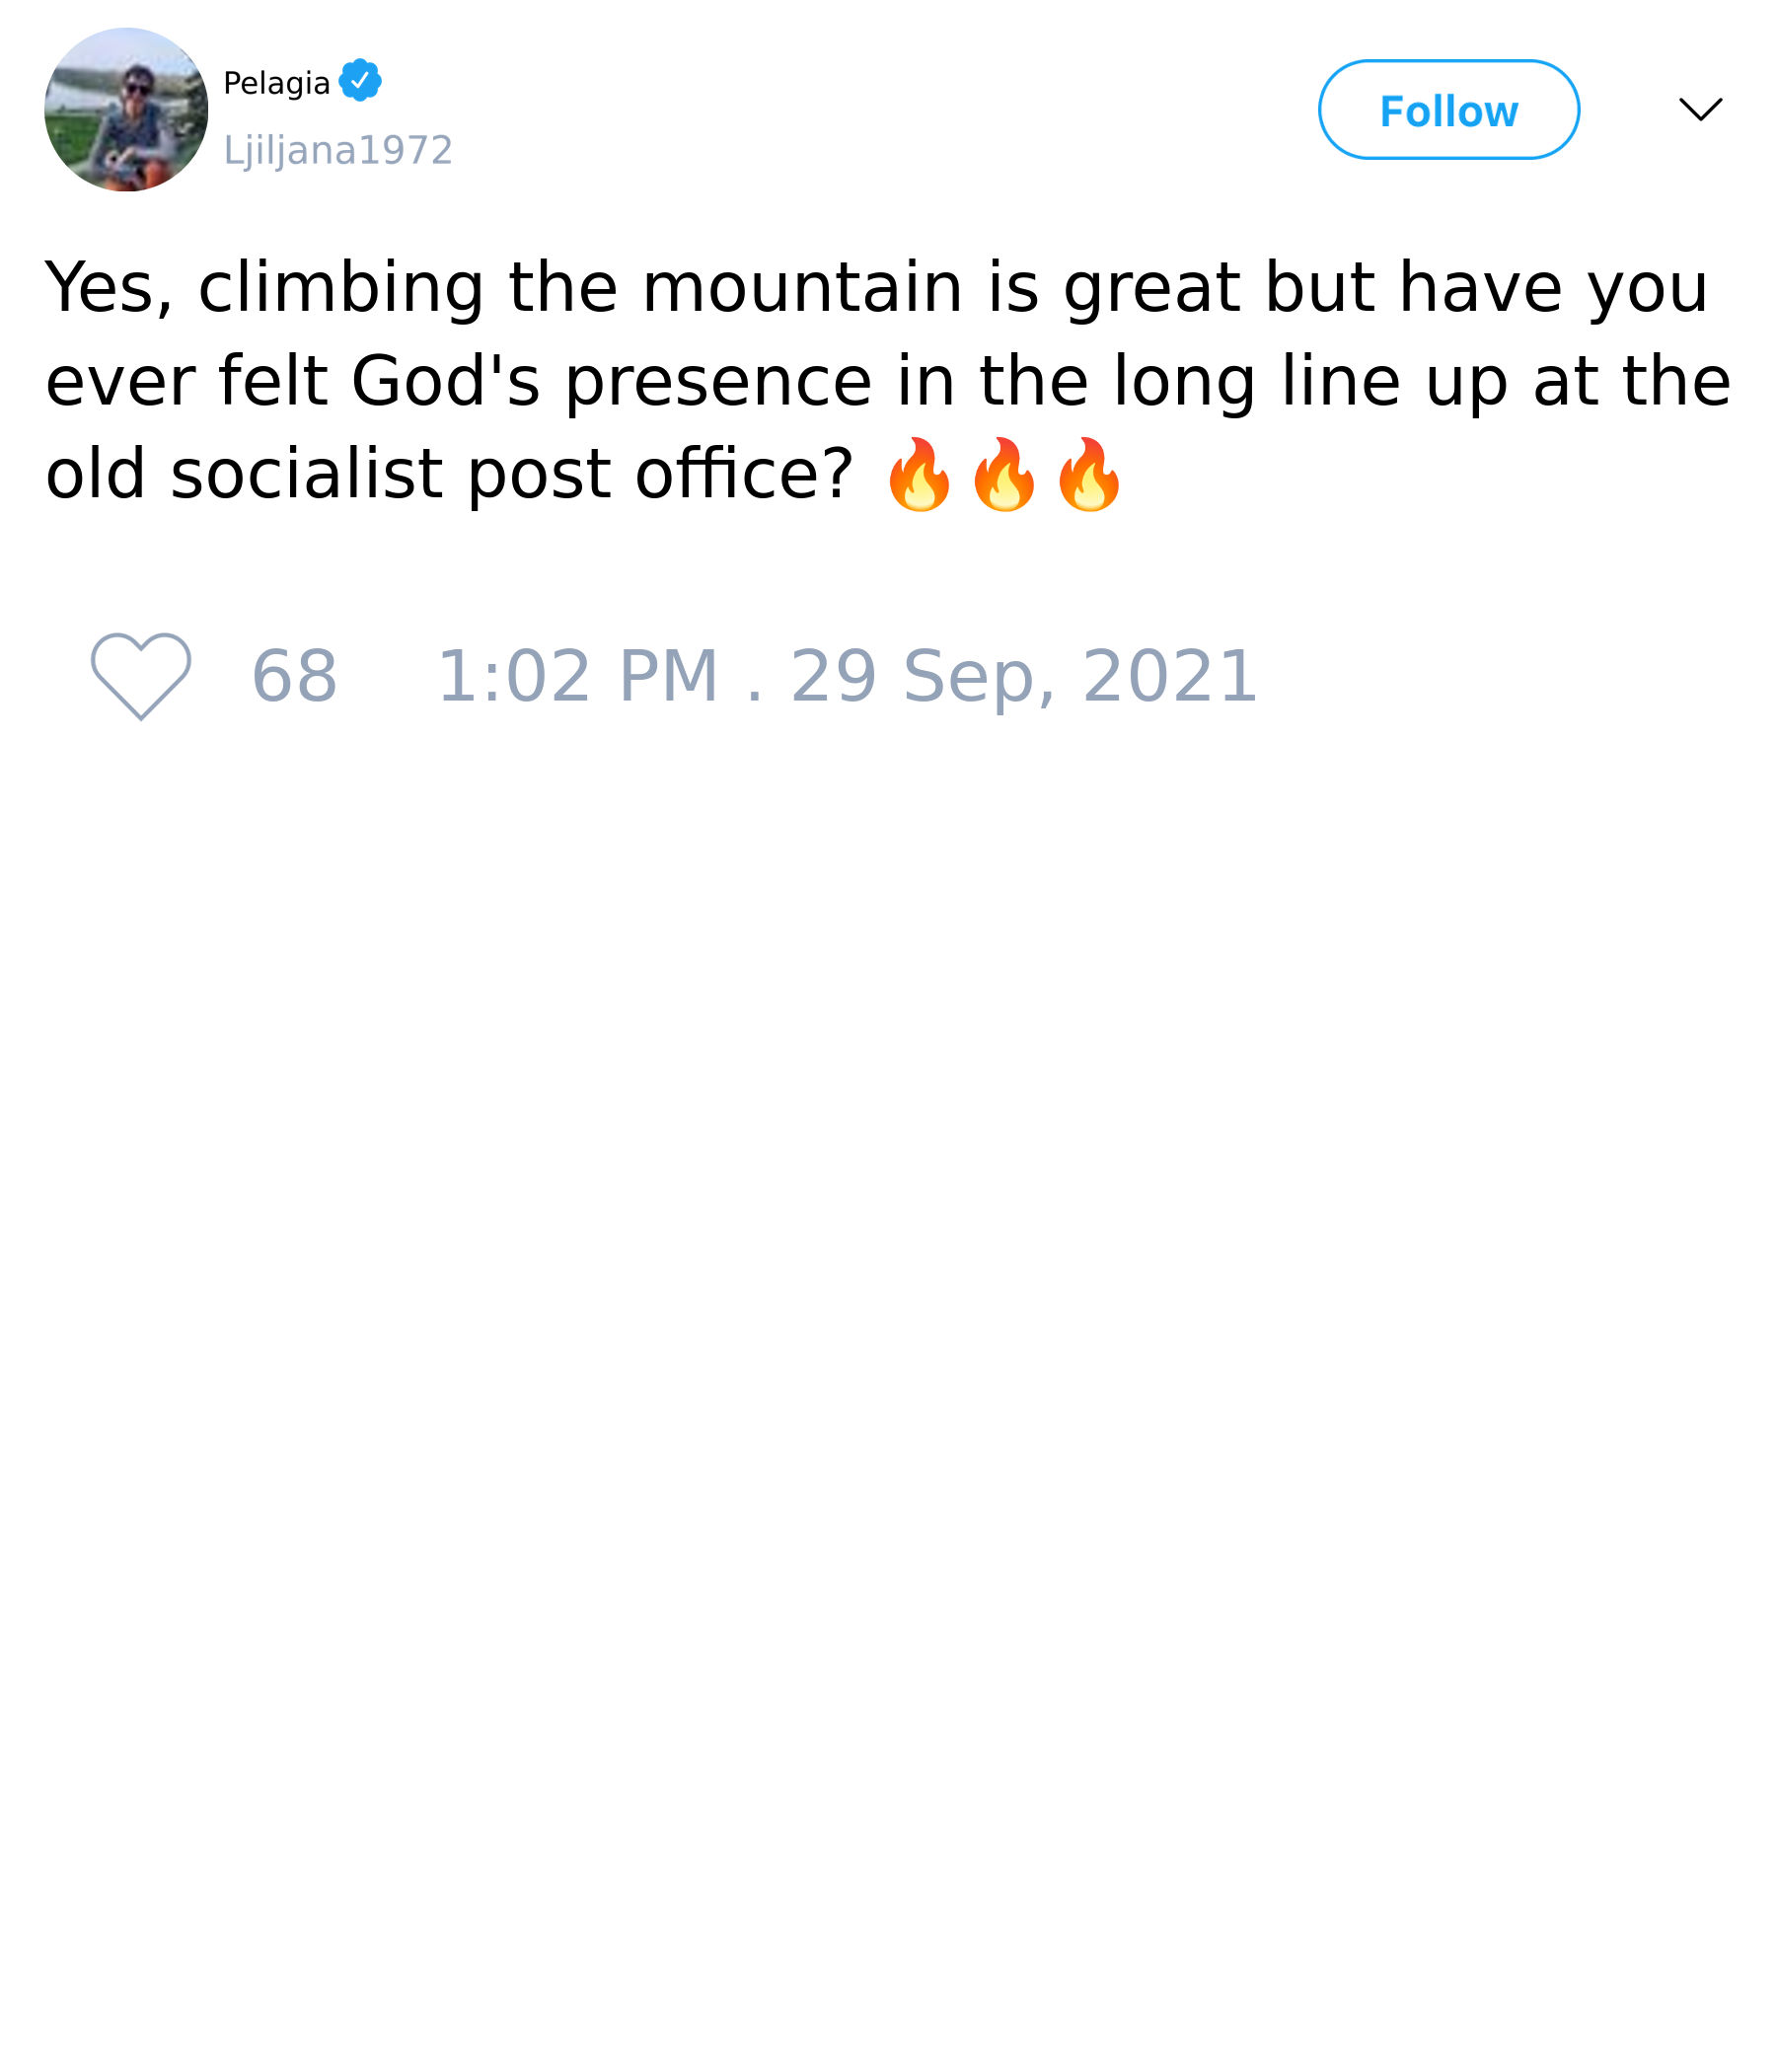 Pelagia
Ljiljana1972
Follow
Yes, climbing the mountain is great but have you
ever felt God's presence in the long line up at the
old socialist post office? 🔥🔥🔥
68 1:02 PM . 29 Sep, 2021